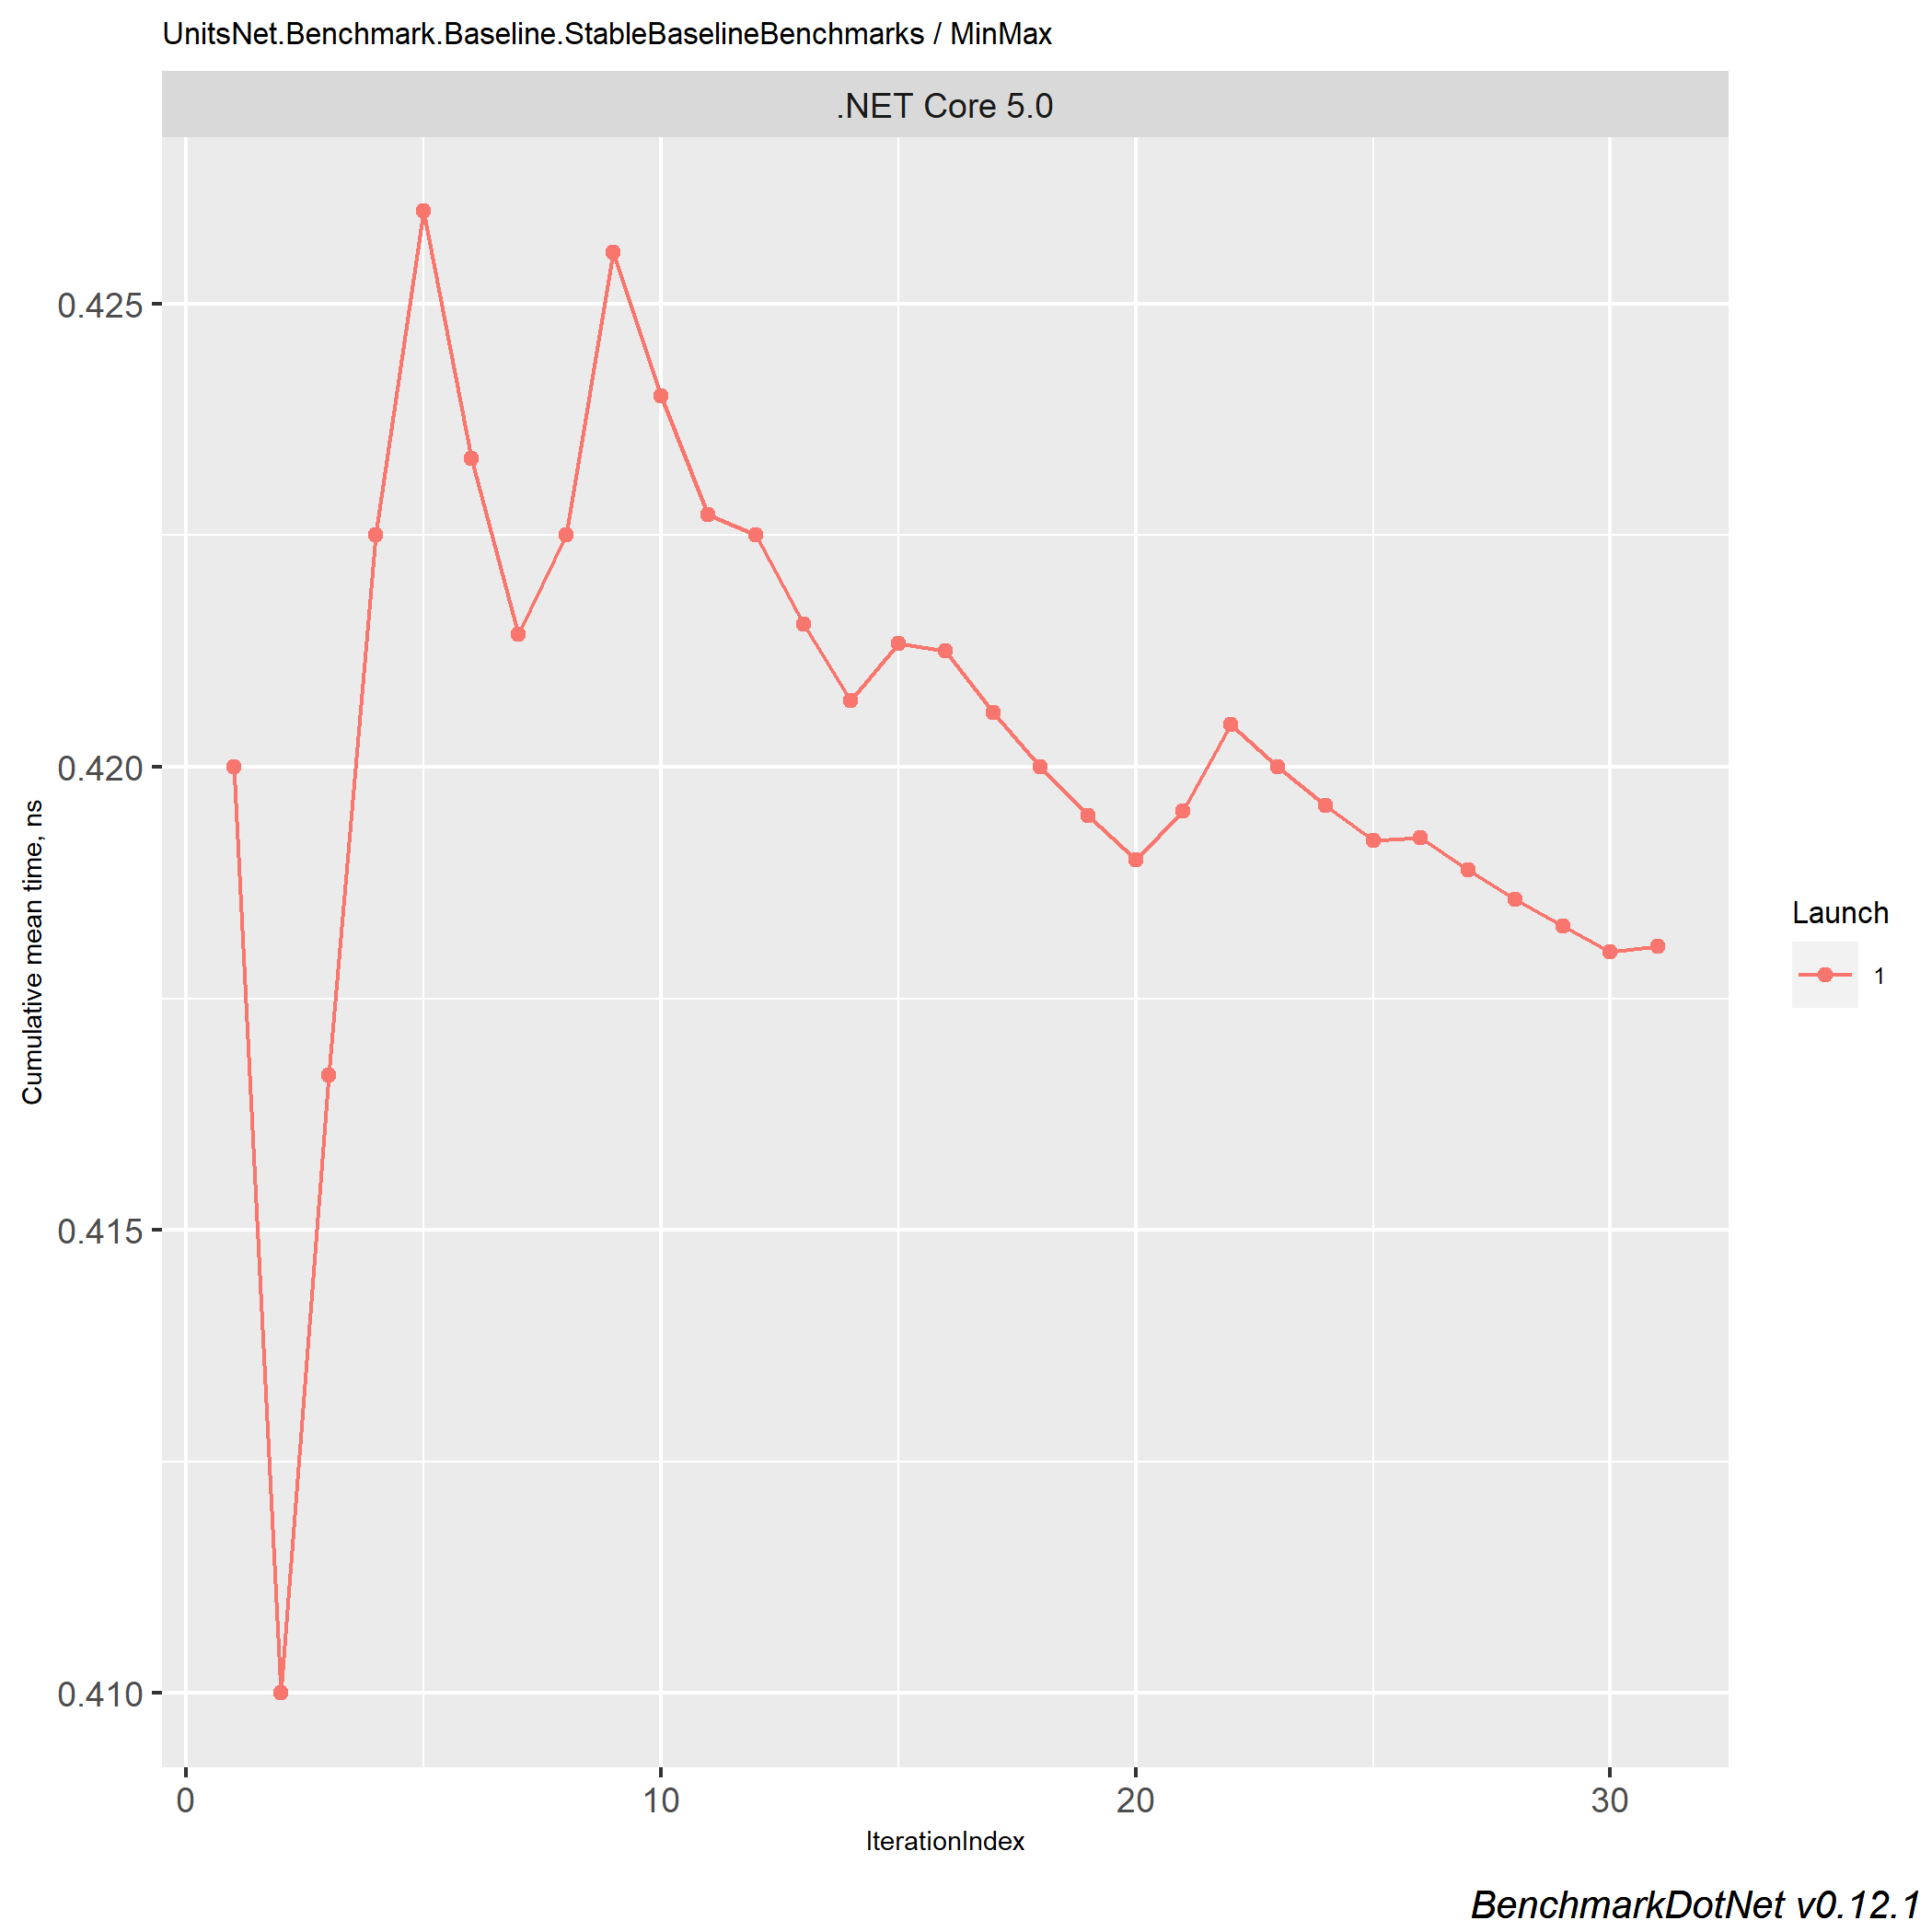 UnitsNet.Benchmark.Baseline.StableBaselineBenchmarks / MinMax
.NET Core 5.0
0.425
0.420
0.415
0.410
Cumulative mean time, ns
0 10 20 30
IterationIndex
Launch
1
BenchmarkDotNet v0.12.1